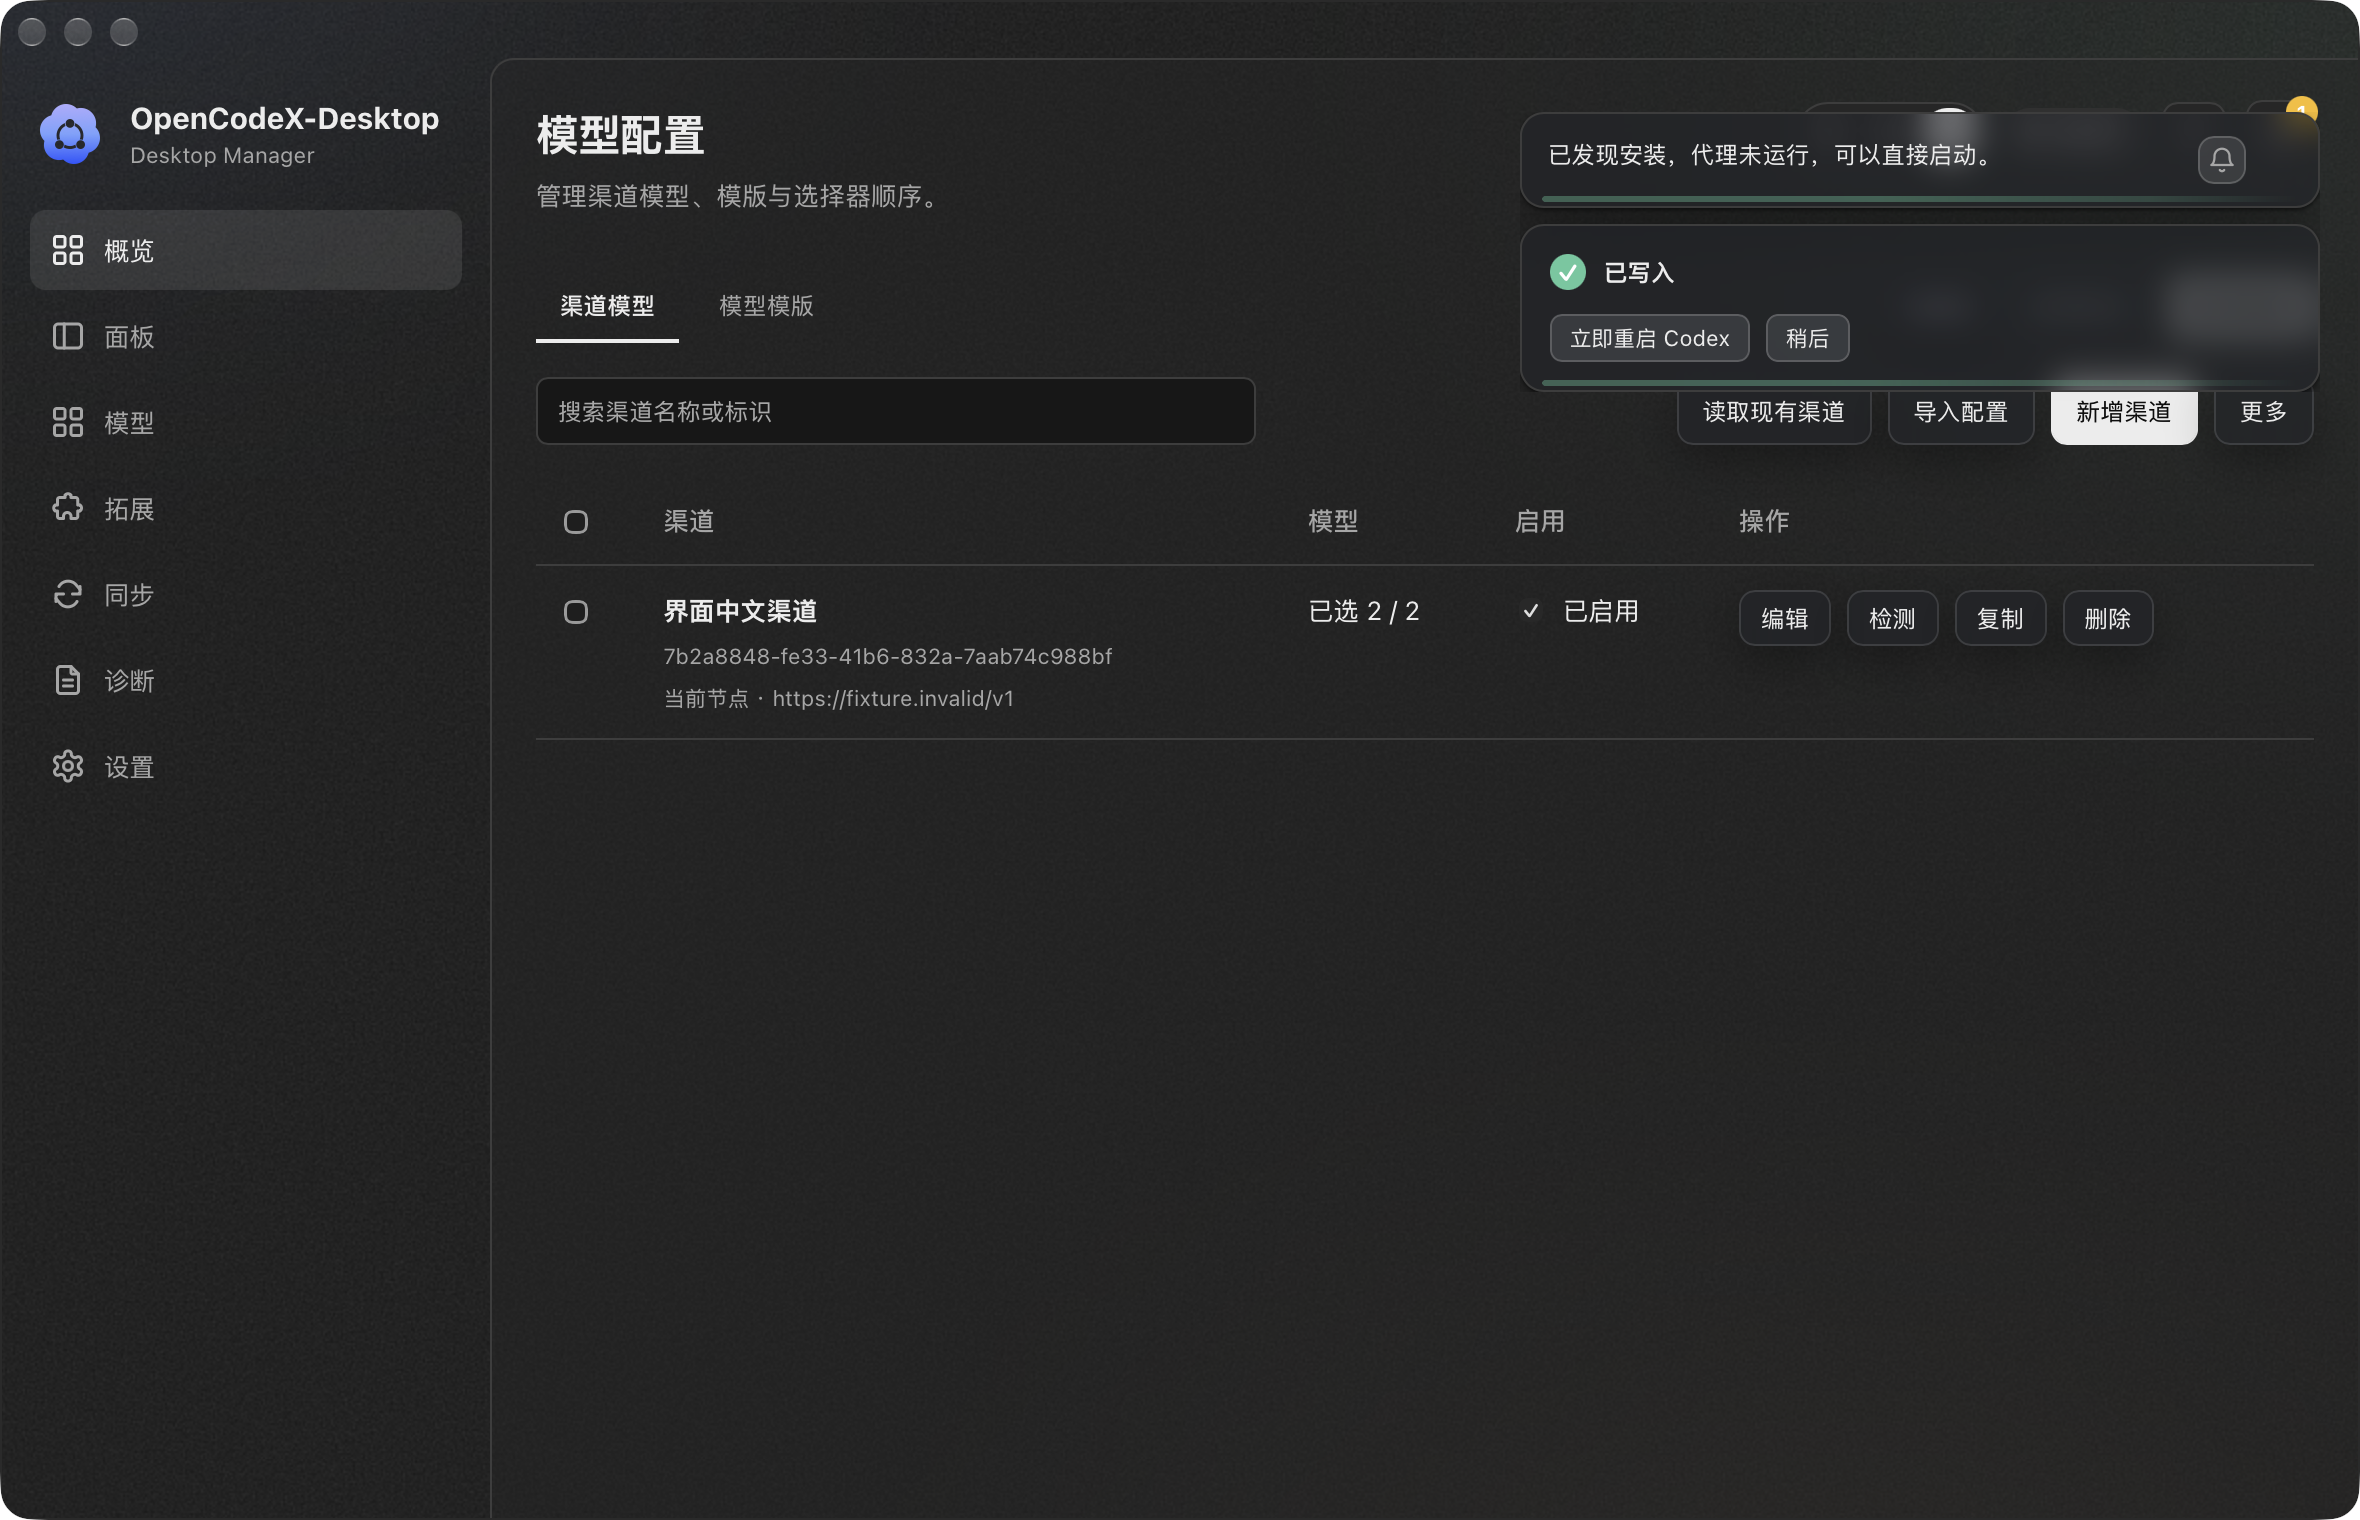 OpenCodeX-Desktop
Desktop Manager
概览
面板
模型
拓展
同步
诊断
设置
模型配置
管理渠道模型、模版与选择器顺序。
已发现安装，代理未运行，可以直接启动。
已写入
立即重启 Codex
稍后
渠道模型
模型模版
搜索渠道名称或标识
读取现有渠道
导入配置
新增渠道
更多
渠道
模型
启用
操作
界面中文渠道
已选 2 / 2
已启用
编辑
检测
复制
删除
7b2a8848-fe33-41b6-832a-7aab74c988bf
当前节点 · https://fixture.invalid/v1